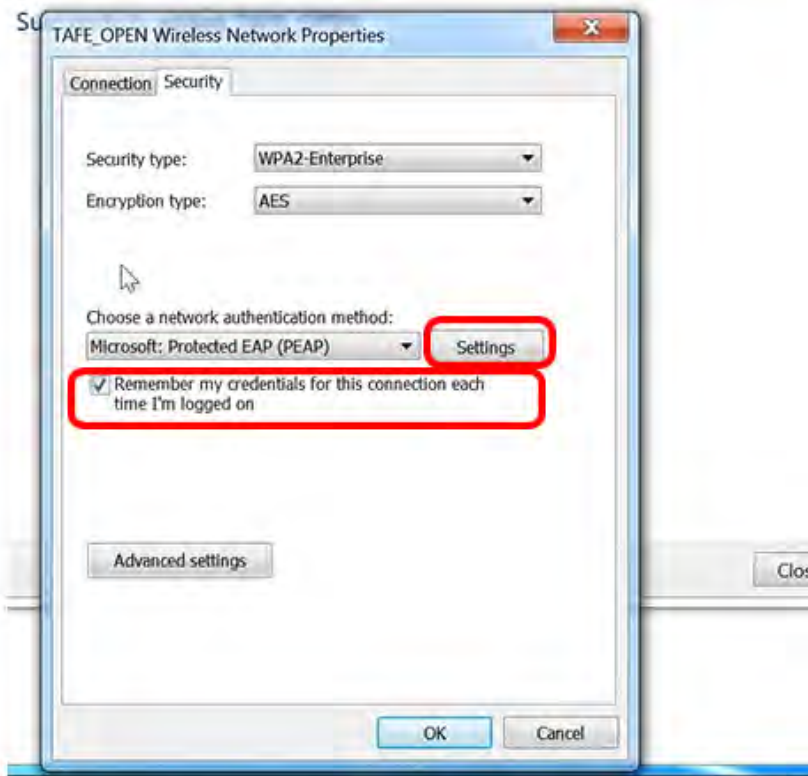 Su
TAFE_OPEN Wireless Network Properties
Connection Security
Security type: WPA2-Enterprise
Encryption type: AES
Choose a network authentication method:
Microsoft: Protected EAP (PEAP) Settings
Remember my credentials for this connection each
time I'm logged on
Advanced settings
Clos
OK Cancel